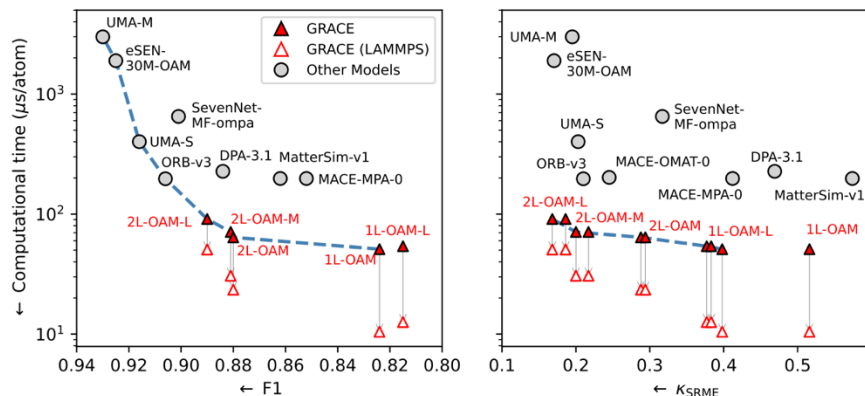 ← Computational time (μs/atom)
10³
10²
10¹
UMA-M
eSEN-
30M-OAM
SevenNet-
MF-ompa
UMA-S
ORB-v3
DPA-3.1
MatterSim-v1
MACE-MPA-0
2L-OAM-L
2L-OAM-M
2L-OAM
1L-OAM-L
1L-OAM
GRACE
GRACE (LAMMPS)
Other Models
0.94 0.92 0.90 0.88 0.86 0.84 0.82 0.80
← F1
UMA-M
eSEN-
30M-OAM
SevenNet-
MF-ompa
UMA-S
ORB-v3
MACE-OMAT-0
DPA-3.1
MACE-MPA-0
MatterSim-v1
2L-OAM-L
2L-OAM-M
2L-OAM
1L-OAM-L
1L-OAM
0.1 0.2 0.3 0.4 0.5
← κSRME